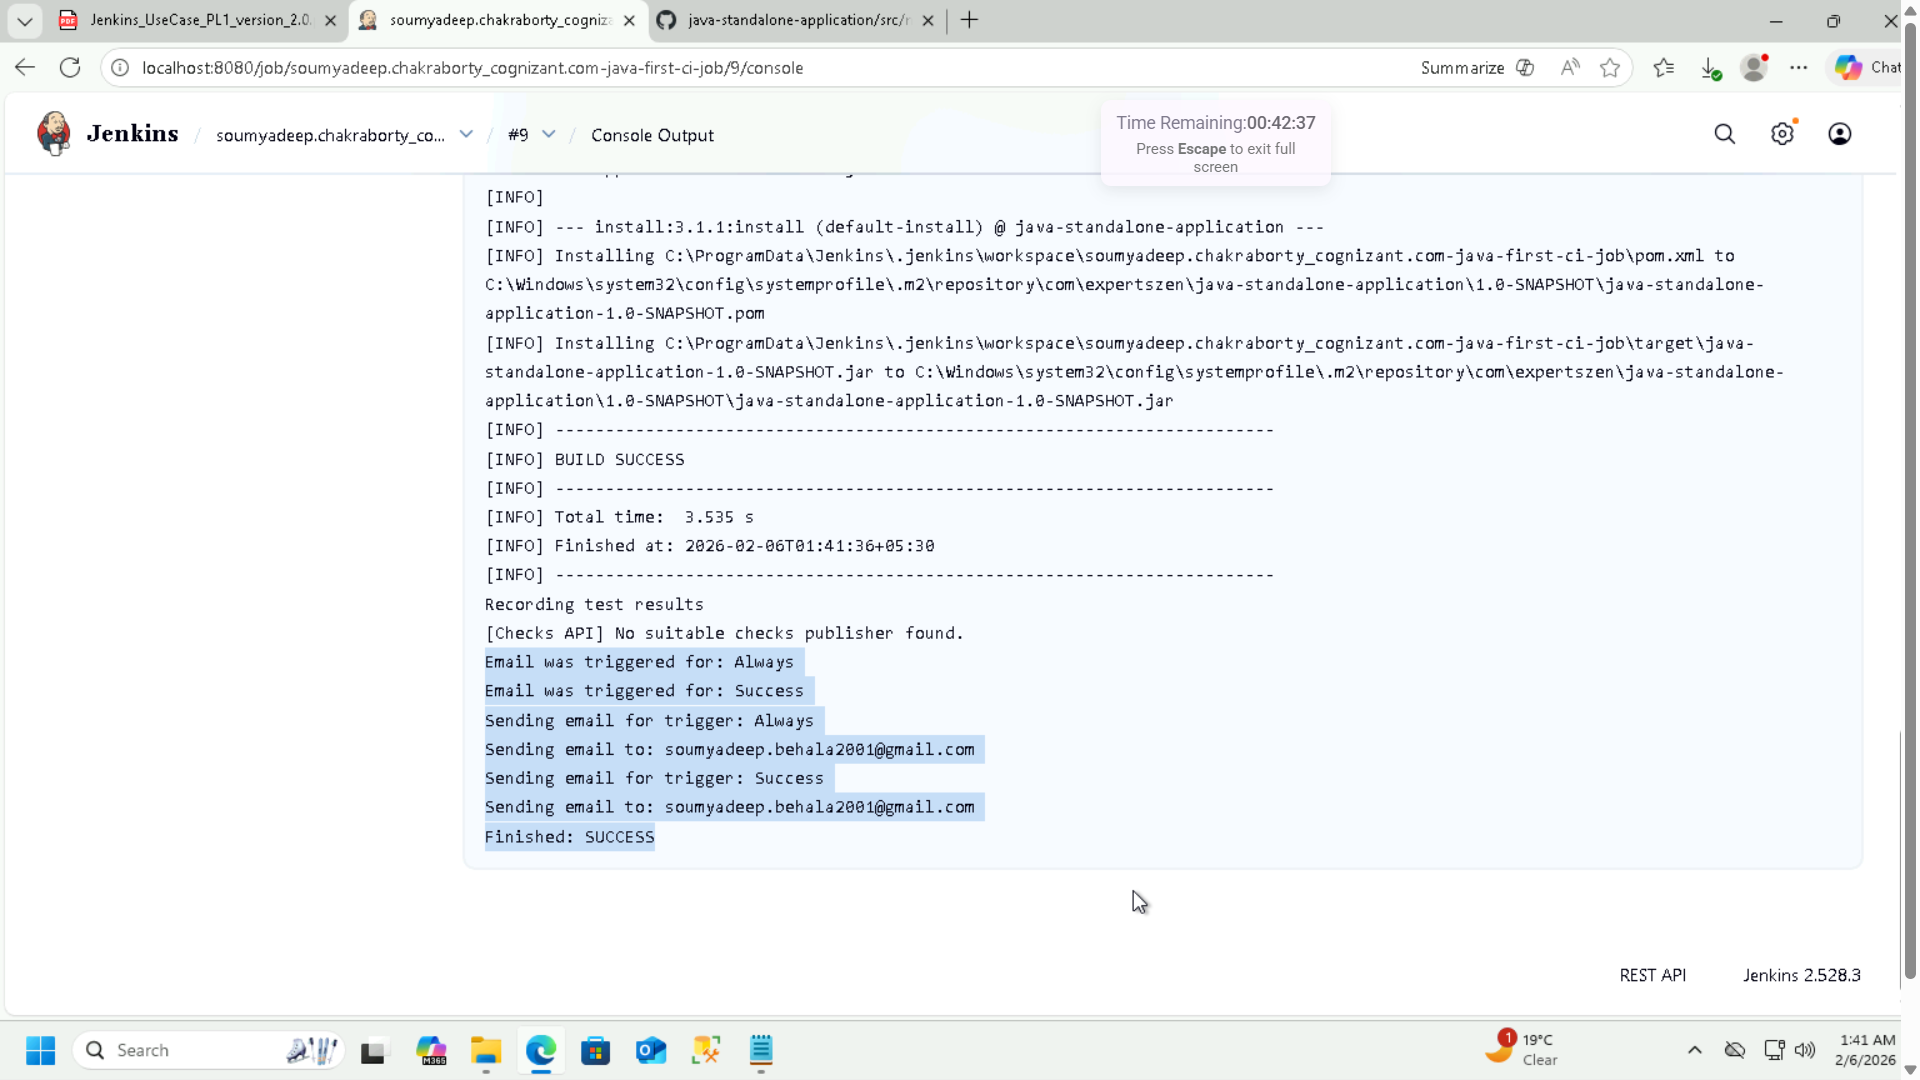 Jenkins_UseCase_PL1_version_2.0.
soumyadeep.chakraborty_cogniza
java-standalone-application/src/
localhost:8080/job/soumyadeep.chakraborty_cognizant.com-java-first-ci-job/9/console
Summarize
Chat
Jenkins / soumyadeep.chakraborty_co... / #9 / Console Output
Time Remaining:00:42:37
Press Escape to exit full
screen
[INFO]
[INFO] --- install:3.1.1:install (default-install) @ java-standalone-application ---
[INFO] Installing C:\ProgramData\Jenkins\.jenkins\workspace\soumyadeep.chakraborty_cognizant.com-java-first-ci-job\pom.xml to
C:\Windows\system32\config\systemprofile\.m2\repository\com\expertszen\java-standalone-application\1.0-SNAPSHOT\java-standalone-
application-1.0-SNAPSHOT.pom
[INFO] Installing C:\ProgramData\Jenkins\.jenkins\workspace\soumyadeep.chakraborty_cognizant.com-java-first-ci-job\target\java-
standalone-application-1.0-SNAPSHOT.jar to C:\Windows\system32\config\systemprofile\.m2\repository\com\expertszen\java-standalone-
application\1.0-SNAPSHOT\java-standalone-application-1.0-SNAPSHOT.jar
[INFO] ------------------------------------------------------------------------
[INFO] BUILD SUCCESS
[INFO] ------------------------------------------------------------------------
[INFO] Total time:  3.535 s
[INFO] Finished at: 2026-02-06T01:41:36+05:30
[INFO] ------------------------------------------------------------------------
Recording test results
[Checks API] No suitable checks publisher found.
Email was triggered for: Always
Email was triggered for: Success
Sending email for trigger: Always
Sending email to: soumyadeep.behala2001@gmail.com
Sending email for trigger: Success
Sending email to: soumyadeep.behala2001@gmail.com
Finished: SUCCESS
REST API
Jenkins 2.528.3
Search
M365
1
19°C
Clear
1:41 AM
2/6/2026